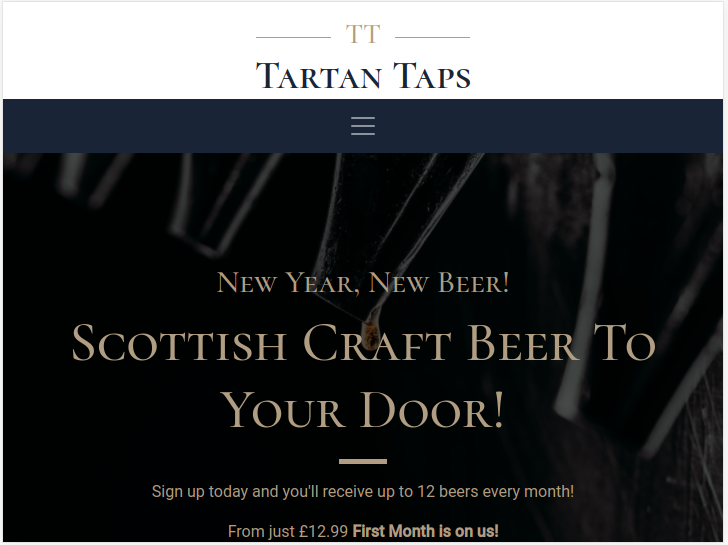 TT
Tartan Taps
New Year, New Beer!
Scottish Craft Beer To
Your Door!
Sign up today and you'll receive up to 12 beers every month!
From just £12.99 First Month is on us!